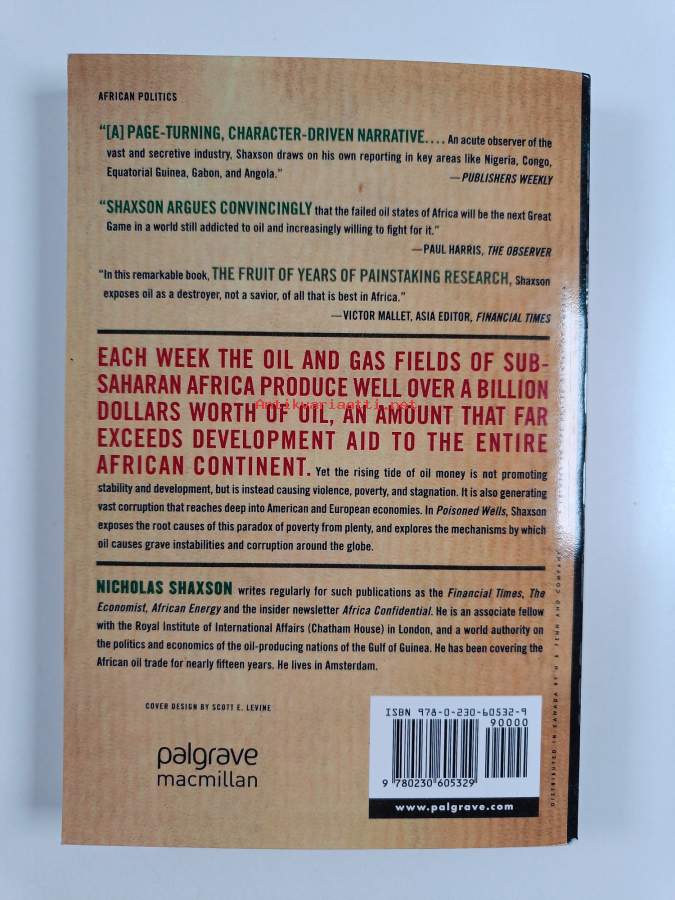 AFRICAN POLITICS
“[A] PAGE-TURNING, CHARACTER-DRIVEN NARRATIVE.... An acute observer of the
vast and secretive industry, Shaxson draws on his own reporting in key areas like Nigeria, Congo,
Equatorial Guinea, Gabon, and Angola.”
—PUBLISHERS WEEKLY
“SHAXSON ARGUES CONVINCINGLY that the failed oil states of Africa will be the next Great
Game in a world still addicted to oil and increasingly willing to fight for it.”
—PAUL HARRIS, THE OBSERVER
“In this remarkable book, THE FRUIT OF YEARS OF PAINSTAKING RESEARCH, Shaxson
exposes oil as a destroyer, not a savior, of all that is best in Africa.”
—VICTOR MALLET, ASIA EDITOR, FINANCIAL TIMES
EACH WEEK THE OIL AND GAS FIELDS OF SUB-
SAHARAN AFRICA PRODUCE WELL OVER A BILLION
DOLLARS WORTH OF OIL, AN AMOUNT THAT FAR
Antikvariaatti.net
EXCEEDS DEVELOPMENT AID TO THE ENTIRE
AFRICAN CONTINENT. Yet the rising tide of oil money is not promoting
stability and development, but is instead causing violence, poverty, and stagnation. It is also generating
vast corruption that reaches deep into American and European economies. In Poisoned Wells, Shaxson
exposes the root causes of this paradox of poverty from plenty, and explores the mechanisms by which
oil causes grave instabilities and corruption around the globe.
NICHOLAS SHAXSON writes regularly for such publications as the Financial Times, The
Economist, African Energy and the insider newsletter Africa Confidential. He is an associate fellow
with the Royal Institute of International Affairs (Chatham House) in London, and a world authority on
the politics and economics of the oil-producing nations of the Gulf of Guinea. He has been covering the
African oil trade for nearly fifteen years. He lives in Amsterdam.
COVER DESIGN BY SCOTT E. LEVINE
palgrave
macmillan
ISBN 978-0-230-60532-9
90000
9 780230 605329
www.palgrave.com
DISTRIBUTED IN CANADA BY H. B. FENN AND COMPANY